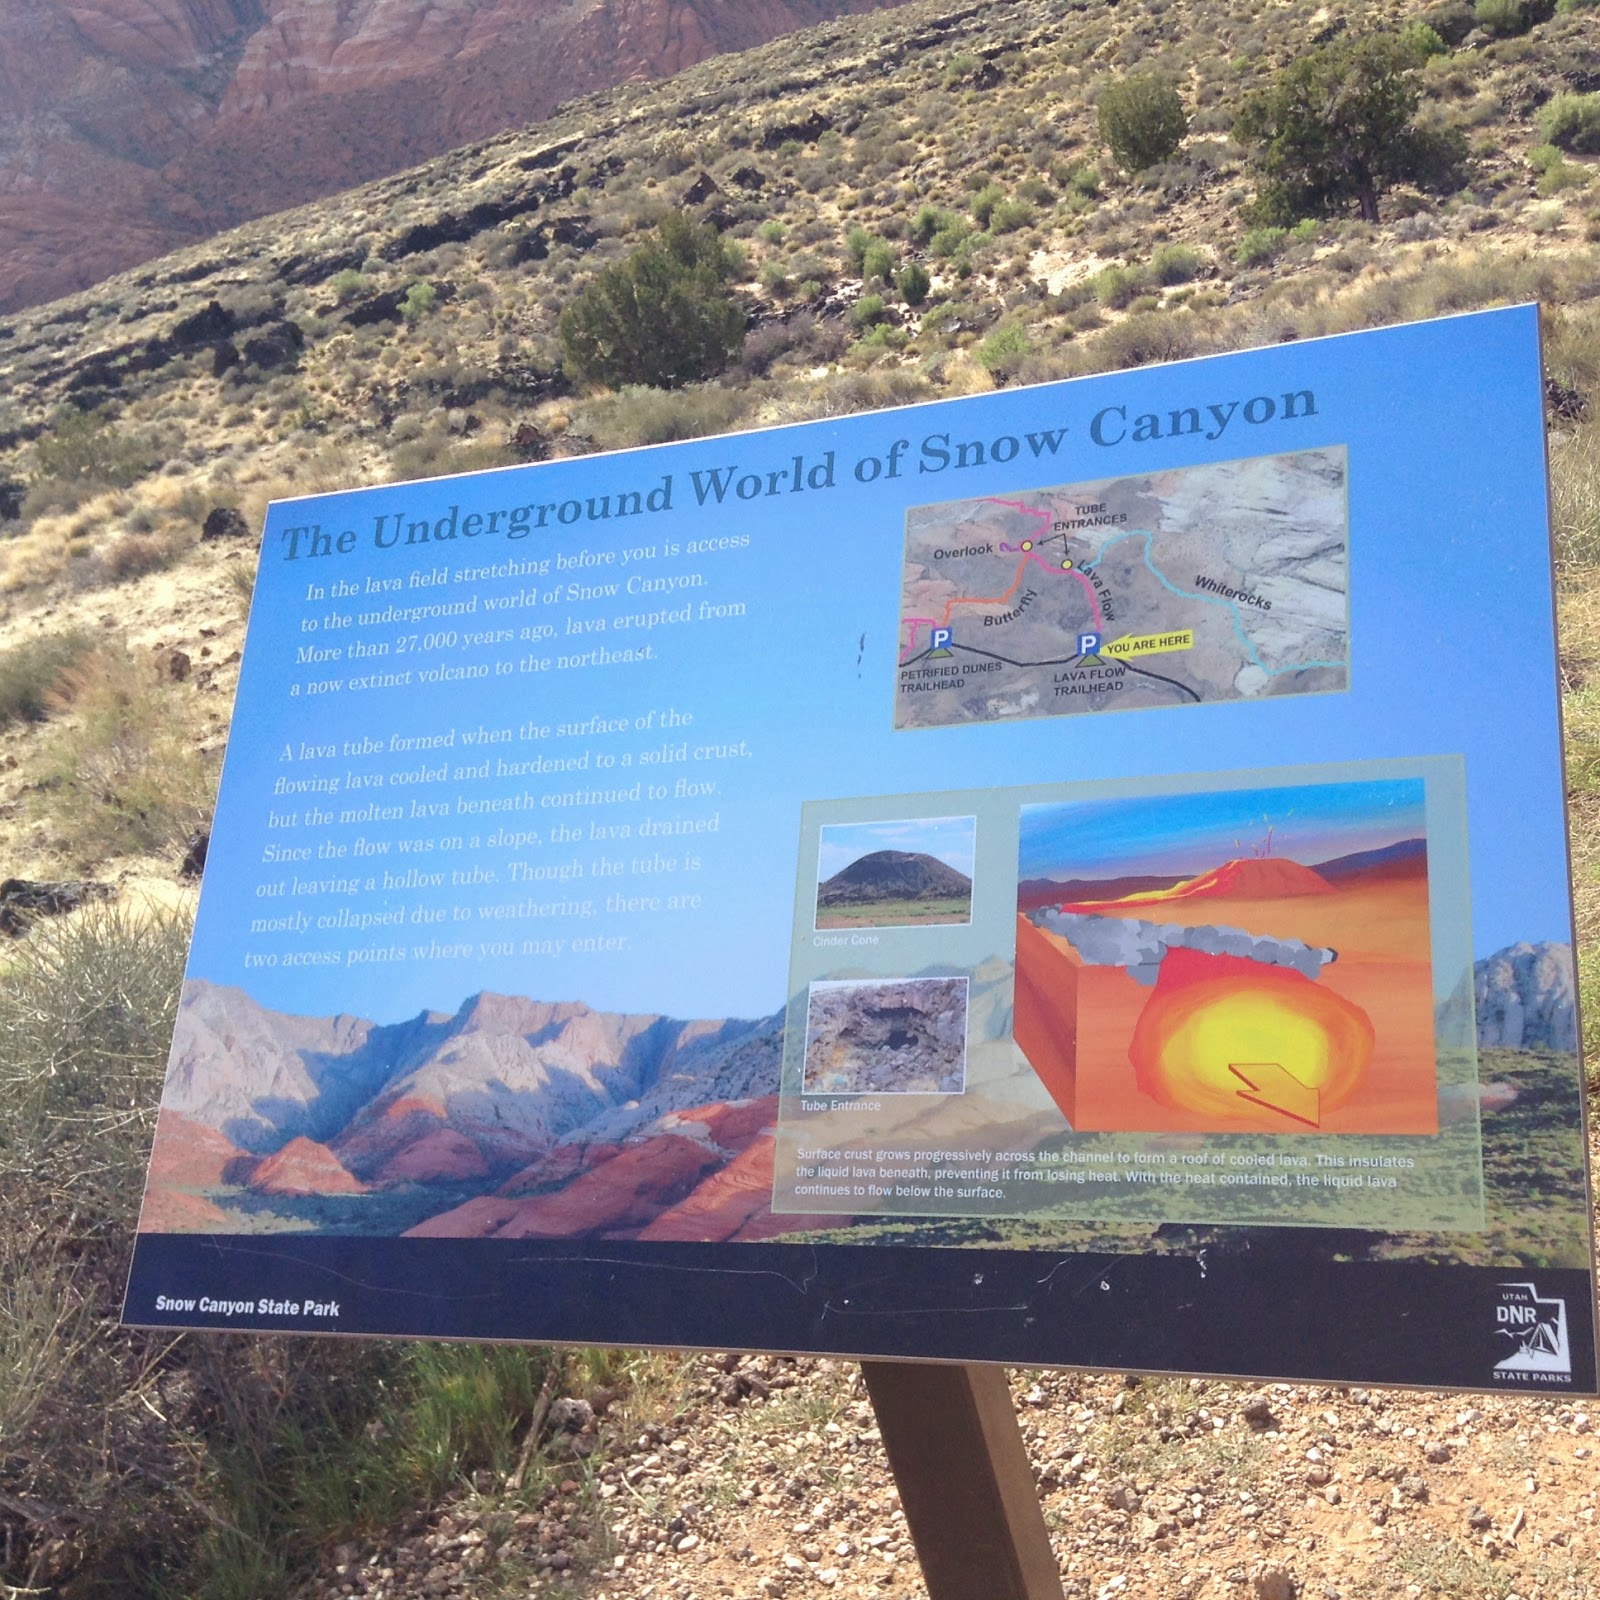 The Underground World of Snow Canyon
In the lava field stretching before you is access
to the underground world of Snow Canyon.
More than 27,000 years ago, lava erupted from
a now extinct volcano to the northeast.
A lava tube formed when the surface of the
flowing lava cooled and hardened to a solid crust,
but the molten lava beneath continued to flow.
Since the flow was on a slope, the lava drained
out leaving a hollow tube. Though the tube is
mostly collapsed due to weathering, there are
two access points where you may enter.
TUBE
ENTRANCES
Overlook
Lava Flow
Whiterocks
Butterfly
P
P
YOU ARE HERE
PETRIFIED DUNES
TRAILHEAD
LAVA FLOW
TRAILHEAD
Cinder Cone
Tube Entrance
Surface crust grows progressively across the channel to form a roof of cooled lava. This insulates
the liquid lava beneath, preventing it from losing heat. With the heat contained, the liquid lava
continues to flow below the surface.
Snow Canyon State Park
UTAH
DNR
STATE PARKS